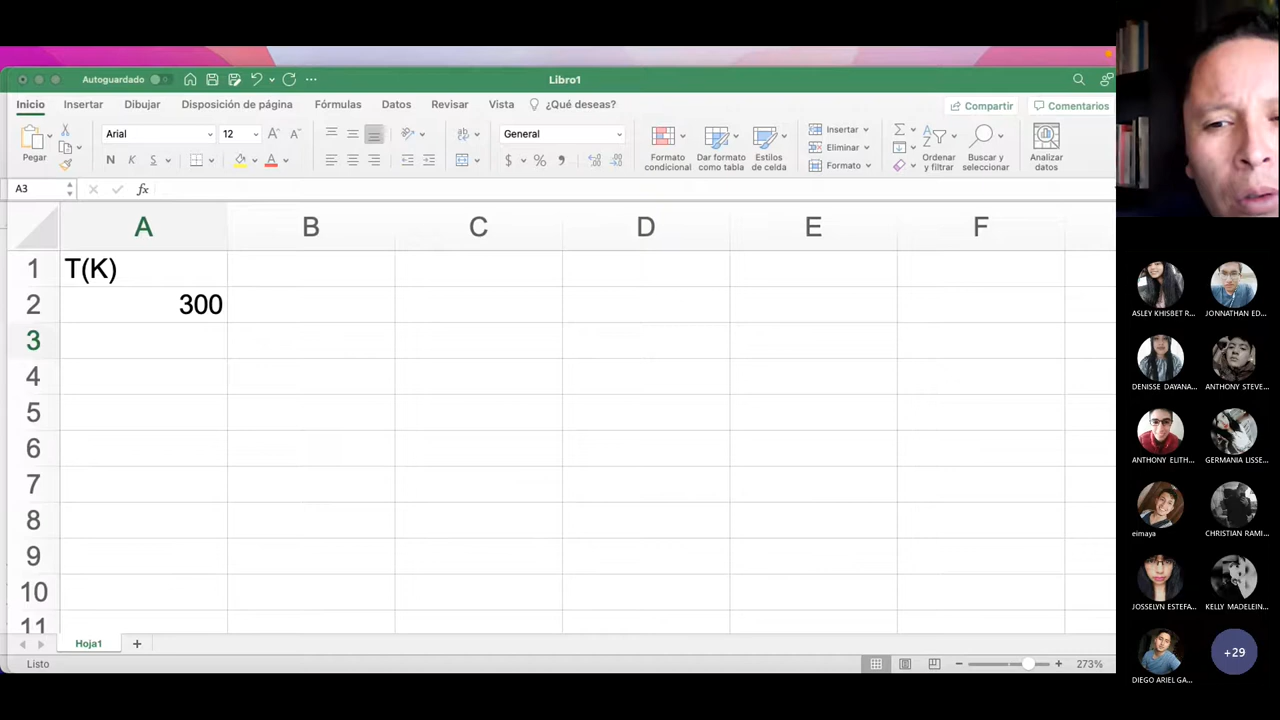 Autoguardado
Libro1
Inicio Insertar Dibujar Disposición de página Fórmulas Datos Revisar Vista ¿Qué deseas? Compartir Comentarios
Pegar
Arial 12
N K S
General
$ % 9
Formato condicional
Dar formato como tabla
Estilos de celda
Insertar
Eliminar
Formato
Ordenar y filtrar
Buscar y seleccionar
Analizar datos
A3 fx
A B C D E F
1 T(K)
2 300
3
4
5
6
7
8
9
10
11
Hoja1 +
Listo 273%
ASLEY KHISBET R... JONNATHAN ED...
DENISSE DAYANA... ANTHONY STEVE...
ANTHONY ELITH... GERMANIA LISSE...
eimaya CHRISTIAN RAMI...
JOSSELYN ESTEFA... KELLY MADELEIN...
DIEGO ARIEL GA... +29